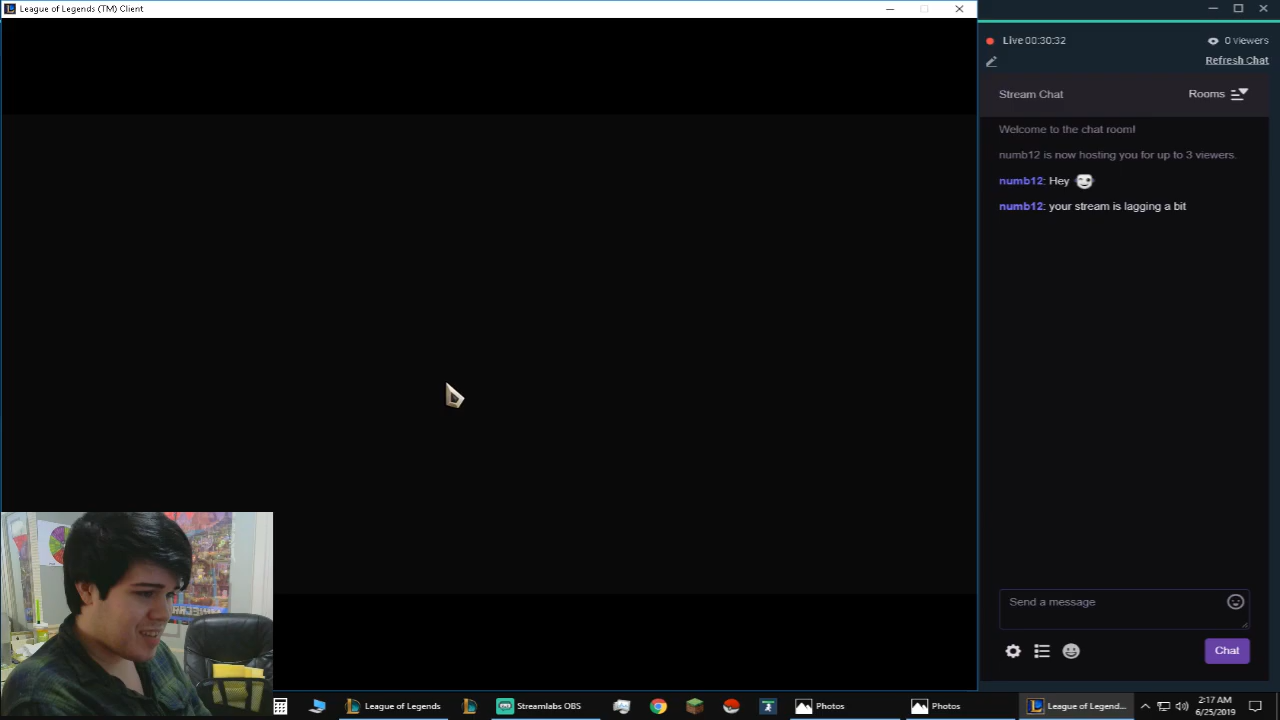 League of Legends (TM) Client
Live 00:30:32
0 viewers
Refresh Chat
Stream Chat
Rooms
Welcome to the chat room!
numb12 is now hosting you for up to 3 viewers.
numb12: Hey
numb12: your stream is lagging a bit
Send a message
Chat
MINECRAFT
League of Legends
Streamlabs OBS
Photos
Photos
League of Legend...
2:17 AM
6/25/2019